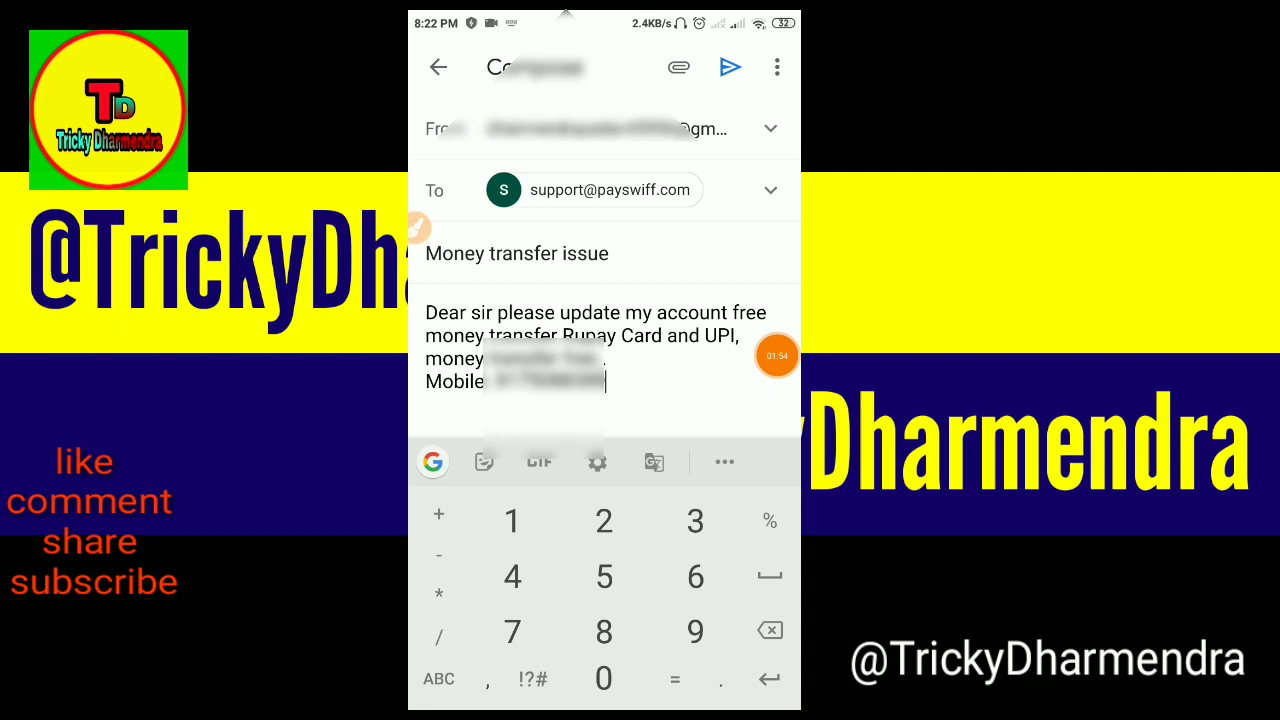 8:22 PM
2.4KB/s
32
TD
Tricky Dharmendra
@gm...
To
S
support@payswiff.com
@TrickyDh
Money transfer issue
Dear sir please update my account free
money transfer Rupay Card and UPI,
money
Mobile
01:54
Dharmendra
like
comment
share
subscribe
G
GIF
+ 1 2 3 %
-
4 5 6
*
7 8 9
/
ABC , !?# 0 = .
@TrickyDharmendra